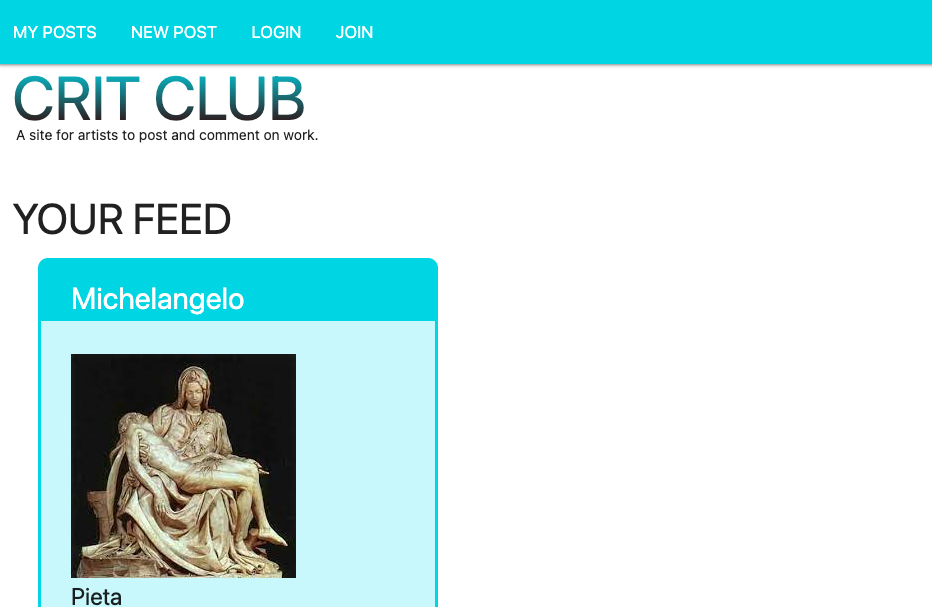 MY POSTS NEW POST LOGIN JOIN
CRIT CLUB
A site for artists to post and comment on work.
YOUR FEED
Michelangelo
Pieta